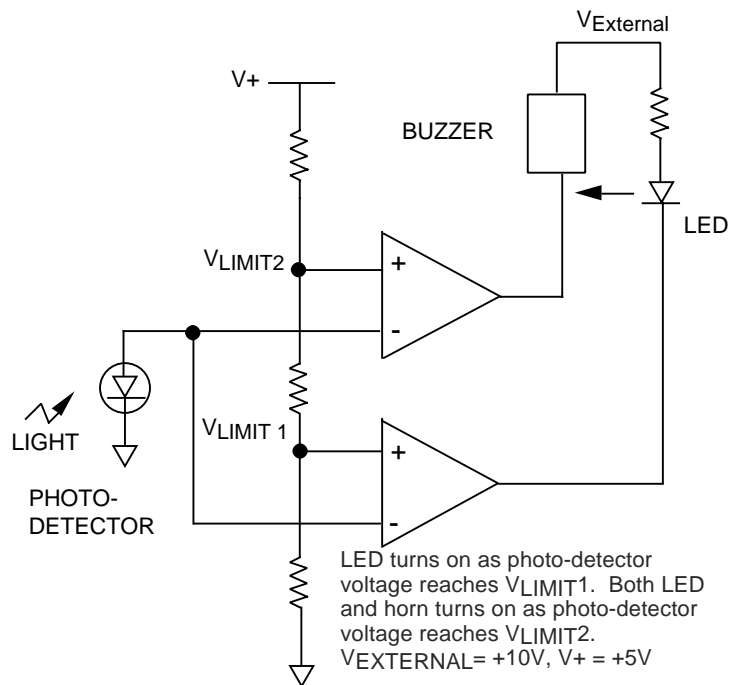 VExternal
V+
BUZZER
LED
VLIMIT2
+
-
VLIMIT 1
+
-
LIGHT
PHOTO-
DETECTOR
LED turns on as photo-detector
voltage reaches VLIMIT1. Both LED
and horn turns on as photo-detector
voltage reaches VLIMIT2.
VEXTERNAL= +10V, V+ = +5V